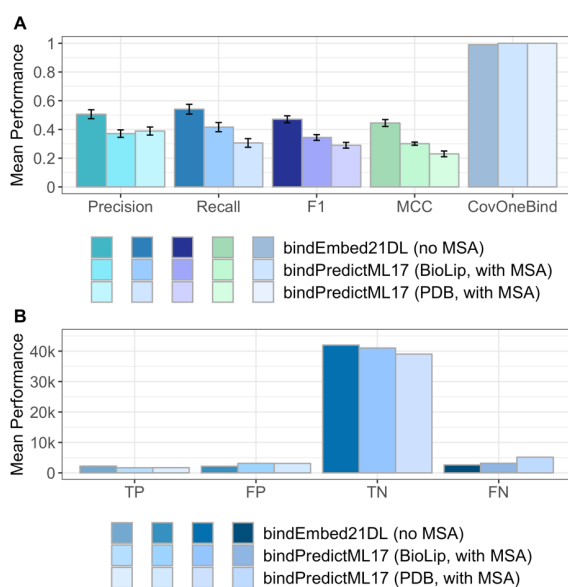 A
Mean Performance
1
0.8
0.6
0.4
0.2
0
Precision Recall F1 MCC CovOneBind
bindEmbed21DL (no MSA)
bindPredictML17 (BioLip, with MSA)
bindPredictML17 (PDB, with MSA)
B
Mean Performance
40k
30k
20k
10k
0
TP FP TN FN
bindEmbed21DL (no MSA)
bindPredictML17 (BioLip, with MSA)
bindPredictML17 (PDB, with MSA)